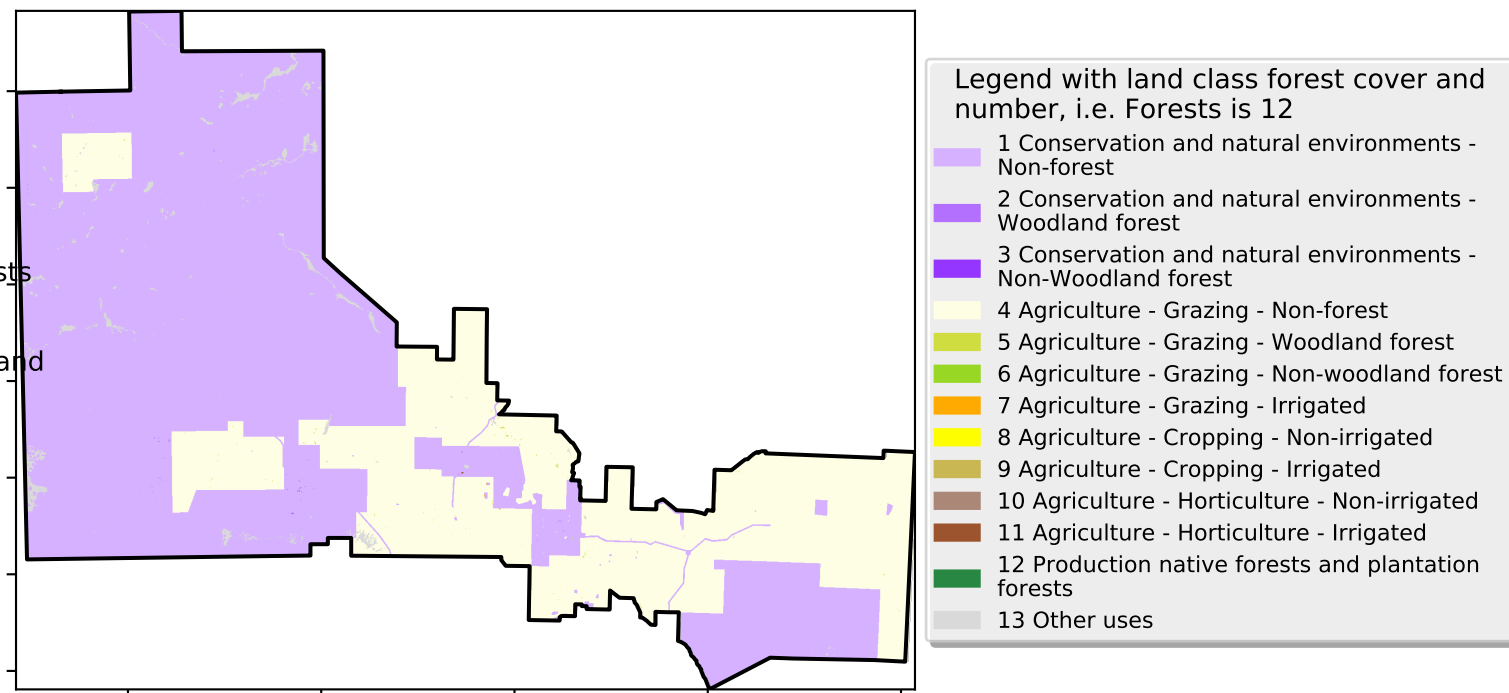 Legend with land class forest cover and
number, i.e. Forests is 12
1 Conservation and natural environments -
Non-forest
2 Conservation and natural environments -
Woodland forest
3 Conservation and natural environments -
Non-Woodland forest
4 Agriculture - Grazing - Non-forest
5 Agriculture - Grazing - Woodland forest
6 Agriculture - Grazing - Non-woodland forest
7 Agriculture - Grazing - Irrigated
8 Agriculture - Cropping - Non-irrigated
9 Agriculture - Cropping - Irrigated
10 Agriculture - Horticulture - Non-irrigated
11 Agriculture - Horticulture - Irrigated
12 Production native forests and plantation
forests
13 Other uses